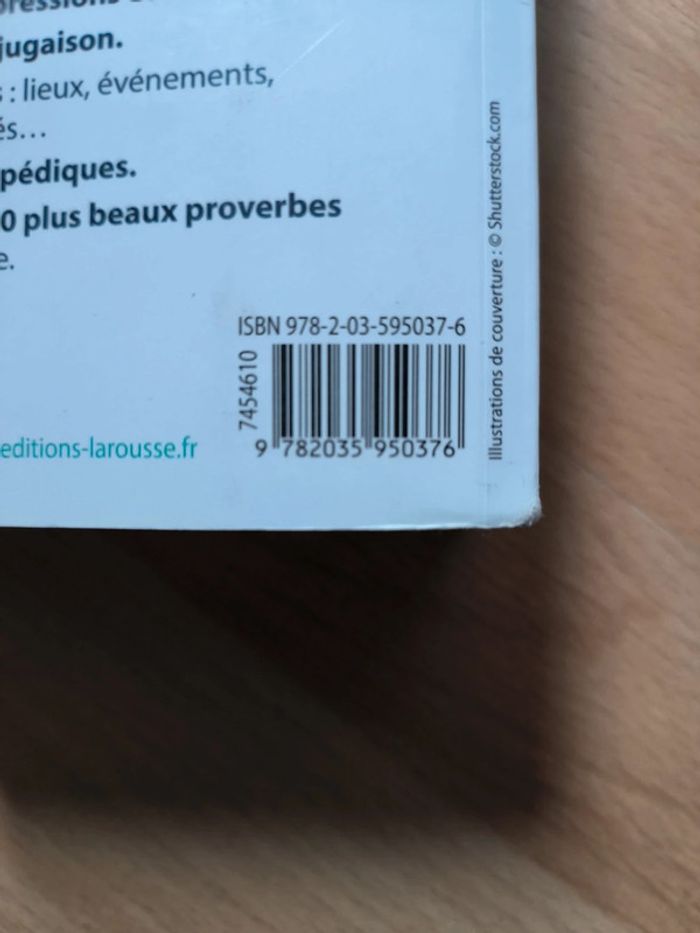 jugaison.
: lieux, événements,
és...
pédiques.
0 plus beaux proverbes
e.
ISBN 978-2-03-595037-6
7454610
9 782035 950376
editions-larousse.fr
Illustrations de couverture : © Shutterstock.com